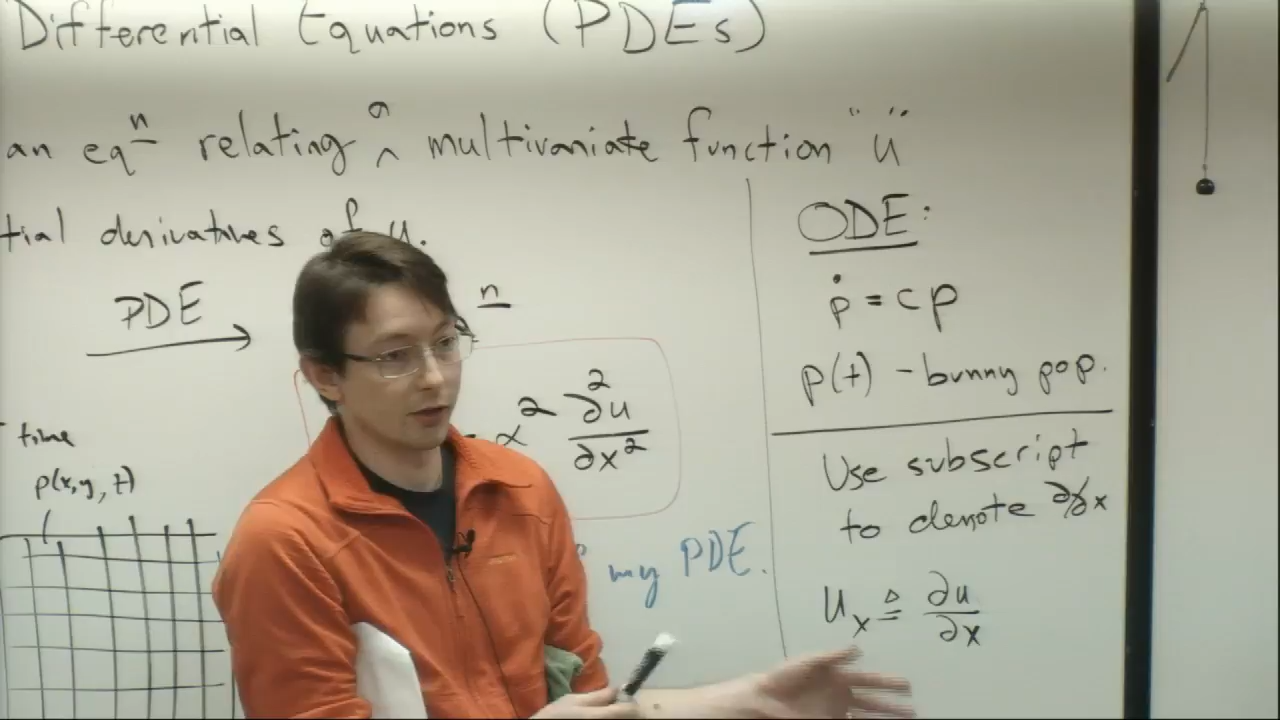 Differential Equations (PDEs)
an eqⁿ relating a multivariate function "u"
tial derivatives of u.
PDE
n
α² ∂²u/∂x²
time
p(x,y,t)
my PDE.
ODE:
ṗ = cp
p(t) - bunny pop.
Use subscript
to denote ∂/∂x
uₓ ≜ ∂u/∂x